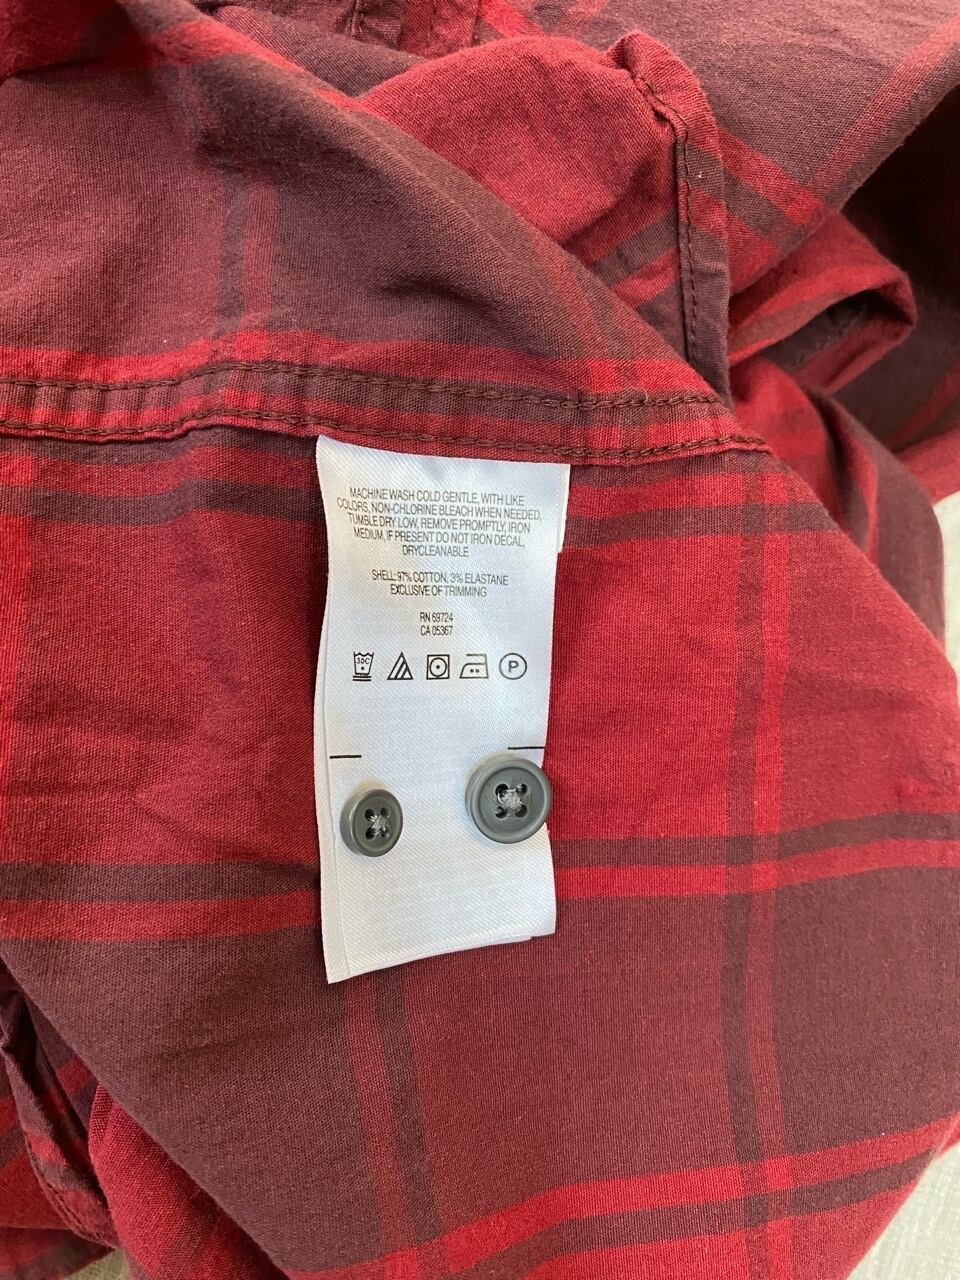 MACHINE WASH COLD GENTLE, WITH LIKE
COLORS, NON-CHLORINE BLEACH WHEN NEEDED,
TUMBLE DRY LOW, REMOVE PROMPTLY, IRON
MEDIUM, IF PRESENT DO NOT IRON DECAL,
DRYCLEANABLE
SHELL: 97% COTTON, 3% ELASTANE
EXCLUSIVE OF TRIMMING
RN 69724
CA 05367
30C
P